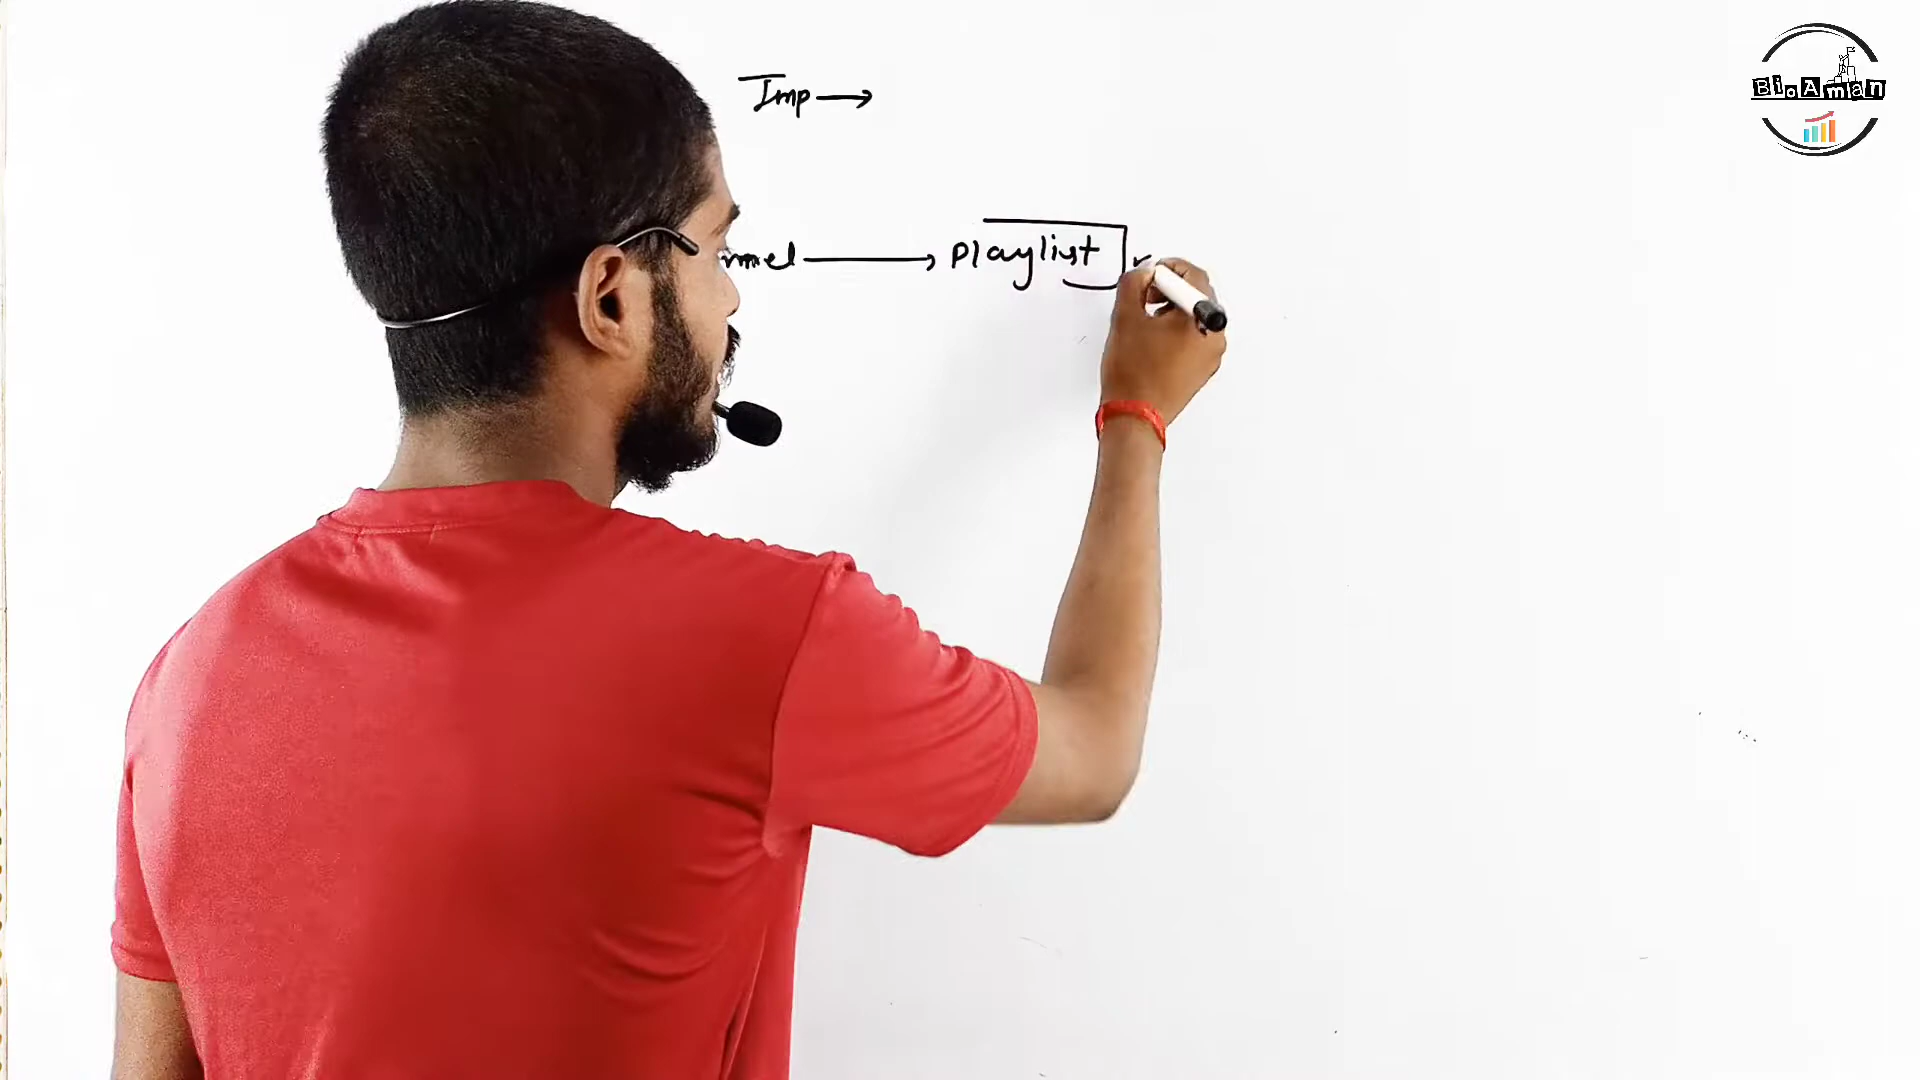 Imp →
nnel → Playlist
BioAman